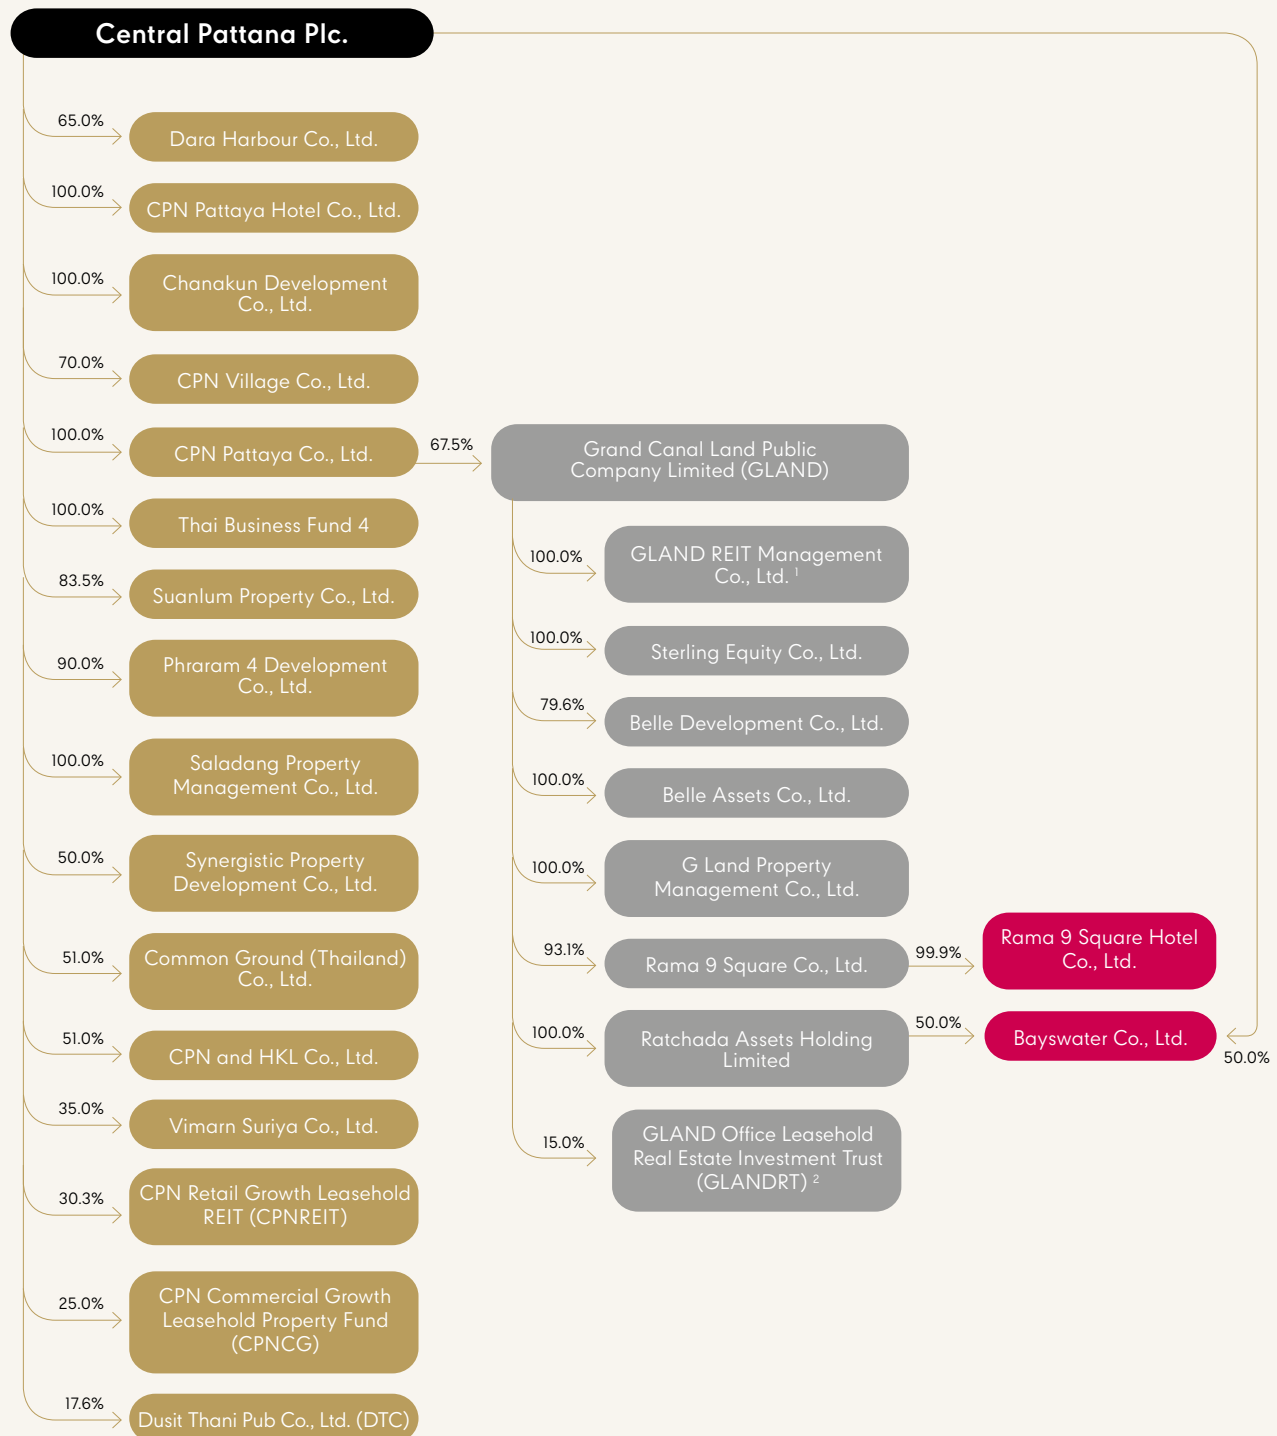 Central Pattana Plc.
65.0%
Dara Harbour Co., Ltd.
100.0%
CPN Pattaya Hotel Co., Ltd.
100.0%
Chanakun Development
Co., Ltd.
70.0%
CPN Village Co., Ltd.
100.0%
CPN Pattaya Co., Ltd.
67.5%
Grand Canal Land Public
Company Limited (GLAND)
100.0%
Thai Business Fund 4
83.5%
Suanlum Property Co., Ltd.
90.0%
Phraram 4 Development
Co., Ltd.
100.0%
Saladang Property
Management Co., Ltd.
50.0%
Synergistic Property
Development Co., Ltd.
51.0%
Common Ground (Thailand)
Co., Ltd.
51.0%
CPN and HKL Co., Ltd.
35.0%
Vimarn Suriya Co., Ltd.
30.3%
CPN Retail Growth Leasehold
REIT (CPNREIT)
25.0%
CPN Commercial Growth
Leasehold Property Fund
(CPNCG)
17.6%
Dusit Thani Pub Co., Ltd. (DTC)
100.0%
GLAND REIT Management
Co., Ltd. 1
100.0%
Sterling Equity Co., Ltd.
79.6%
Belle Development Co., Ltd.
100.0%
Belle Assets Co., Ltd.
100.0%
G Land Property
Management Co., Ltd.
93.1%
Rama 9 Square Co., Ltd.
99.9%
Rama 9 Square Hotel
Co., Ltd.
100.0%
Ratchada Assets Holding
Limited
50.0%
Bayswater Co., Ltd.
50.0%
15.0%
GLAND Office Leasehold
Real Estate Investment Trust
(GLANDRT) 2